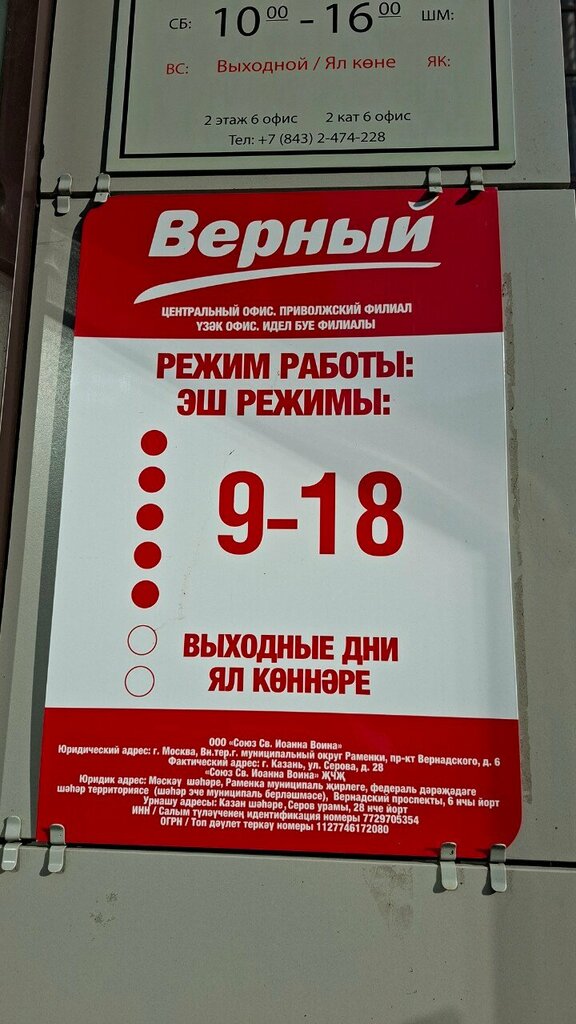 СБ: 10 00 - 16 00 ШМ:
ВС: Выходной / Ял көне ЯК:
2 этаж 6 офис 2 кат 6 офис
Тел: +7 (843) 2-474-228
Верный
ЦЕНТРАЛЬНЫЙ ОФИС. ПРИВОЛЖСКИЙ ФИЛИАЛ
ҮЗӘК ОФИС. ИДЕЛ БУЕ ФИЛИАЛЫ
РЕЖИМ РАБОТЫ:
ЭШ РЕЖИМЫ:
9-18
ВЫХОДНЫЕ ДНИ
ЯЛ КӨННӘРЕ
ООО «Союз Св. Иоанна Воина»
Юридический адрес: г. Москва, Вн.тер.г. муниципальный округ Раменки, пр-кт Вернадского, д. 6
Фактический адрес: г. Казань, ул. Серова, д. 28
«Союз Св. Иоанна Воина» ҖЧҖ
Юридик адрес: Мәскәү шәһәре, Раменка муниципаль җирлеге, федераль дәрәҗәдәге
шәһәр территориясе (шәһәр эче муниципаль берләшмәсе), Вернадский проспекты, 6 нчы йорт
Урнашу адресы: Казан шәһәре, Серов урамы, 28 нче йорт
ИНН / Салым түләүченең идентификация номеры 7729705354
ОГРН / Төп дәүләт теркәү номеры 1127746172080